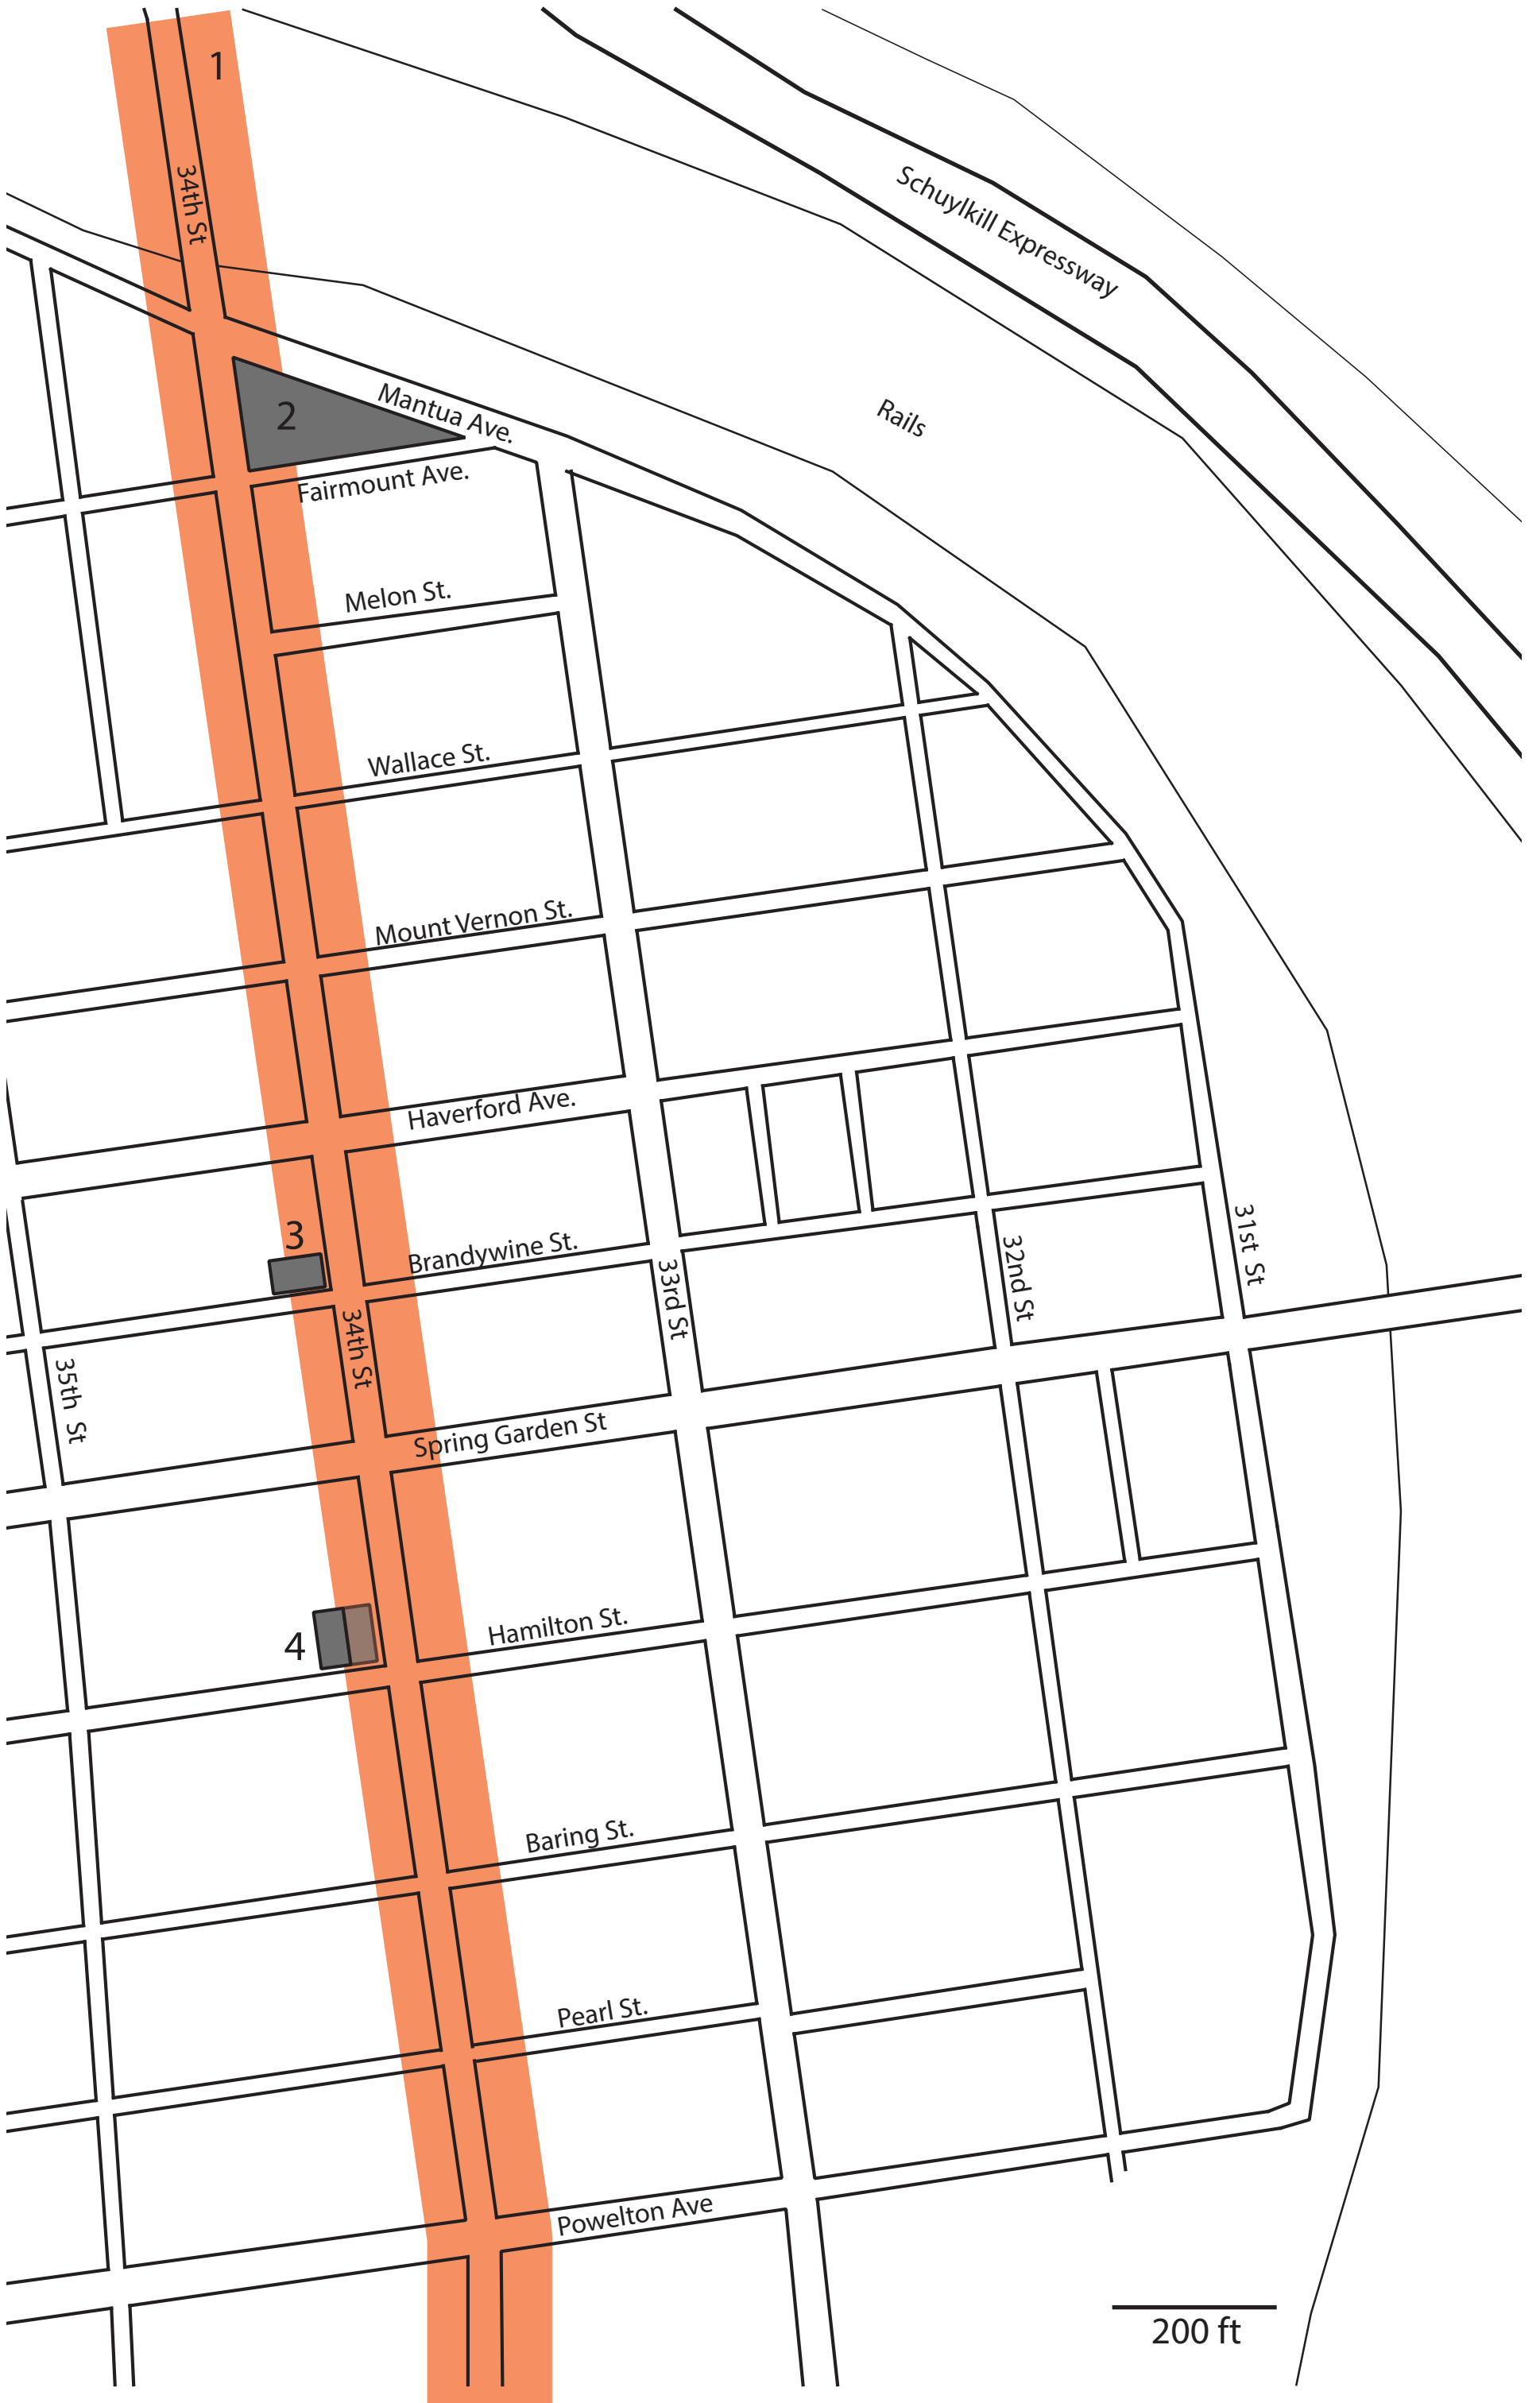 1
34th St
Schuylkill Expressway
2
Mantua Ave.
Rails
Fairmount Ave.
Melon St.
Wallace St.
Mount Vernon St.
Haverford Ave.
3
Brandywine St.
33rd St
32nd St
31st St
34th St
35th St
Spring Garden St
4
Hamilton St.
Baring St.
Pearl St.
Powelton Ave
200 ft